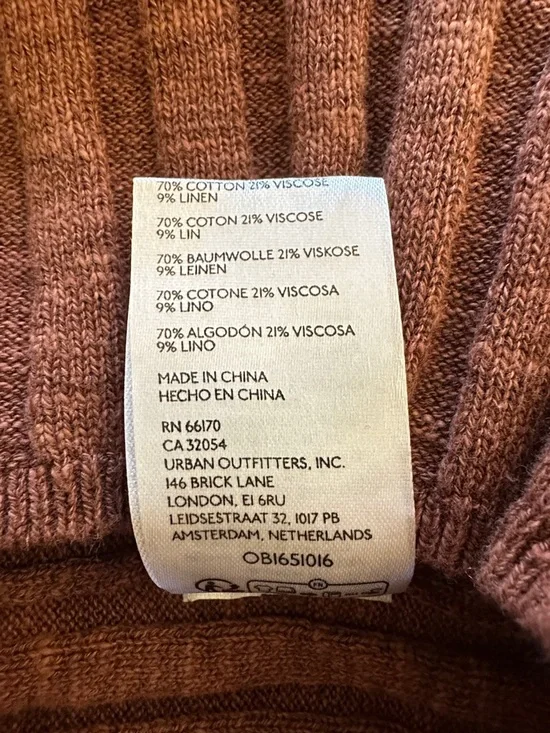 70% COTTON 21% VISCOSE
9% LINEN
70% COTON 21% VISCOSE
9% LIN
70% BAUMWOLLE 21% VISKOSE
9% LEINEN
70% COTONE 21% VISCOSA
9% LINO
70% ALGODÓN 21% VISCOSA
9% LINO
MADE IN CHINA
HECHO EN CHINA
RN 66170
CA 32054
URBAN OUTFITTERS, INC.
146 BRICK LANE
LONDON, E1 6RU
LEIDSESTRAAT 32, 1017 PB
AMSTERDAM, NETHERLANDS
OB1651016
FR